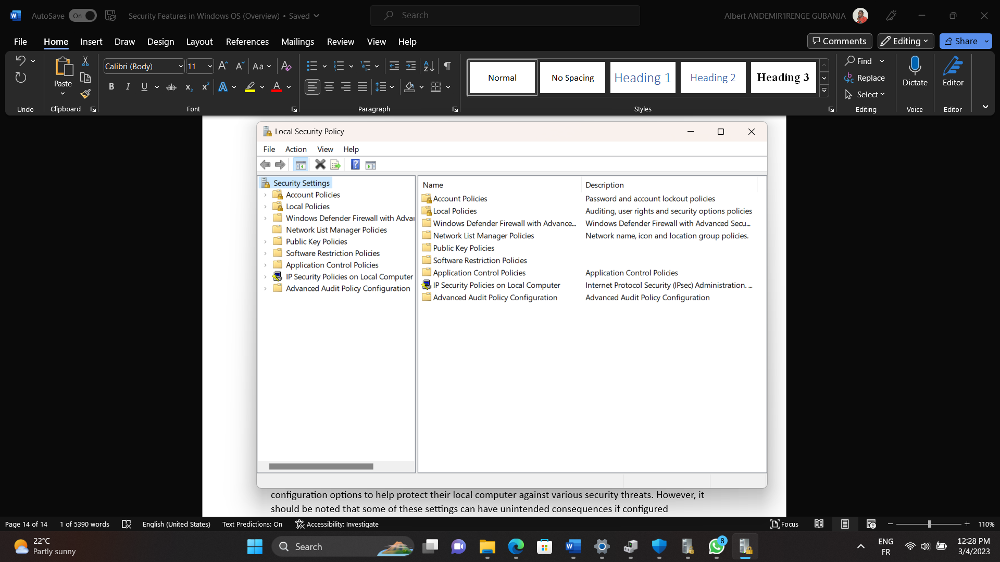 AutoSave On Security Features in Windows OS (Overview) • Saved Search Albert ANDEMIR'IRENGE GUBANJA
File Home Insert Draw Design Layout References Mailings Review View Help Comments Editing Share
Calibri (Body) 11 Aa
Paste
Normal No Spacing Heading 1 Heading 2 Heading 3
Find
Replace
Select
Dictate Editor
Undo Clipboard Font Paragraph Styles Editing Voice Editor
Local Security Policy
File Action View Help
Security Settings
Account Policies
Local Policies
Windows Defender Firewall with Advan
Network List Manager Policies
Public Key Policies
Software Restriction Policies
Application Control Policies
IP Security Policies on Local Computer
Advanced Audit Policy Configuration
Name Description
Account Policies Password and account lockout policies
Local Policies Auditing, user rights and security options policies
Windows Defender Firewall with Advance... Windows Defender Firewall with Advanced Secu...
Network List Manager Policies Network name, icon and location group policies.
Public Key Policies
Software Restriction Policies
Application Control Policies Application Control Policies
IP Security Policies on Local Computer Internet Protocol Security (IPsec) Administration. ...
Advanced Audit Policy Configuration Advanced Audit Policy Configuration
configuration options to help protect their local computer against various security threats. However, it
should be noted that some of these settings can have unintended consequences if configured
Page 14 of 14 1 of 5390 words English (United States) Text Predictions: On Accessibility: Investigate Focus 110%
22°C
Partly sunny
Search
8
ENG
FR
12:28 PM
3/4/2023